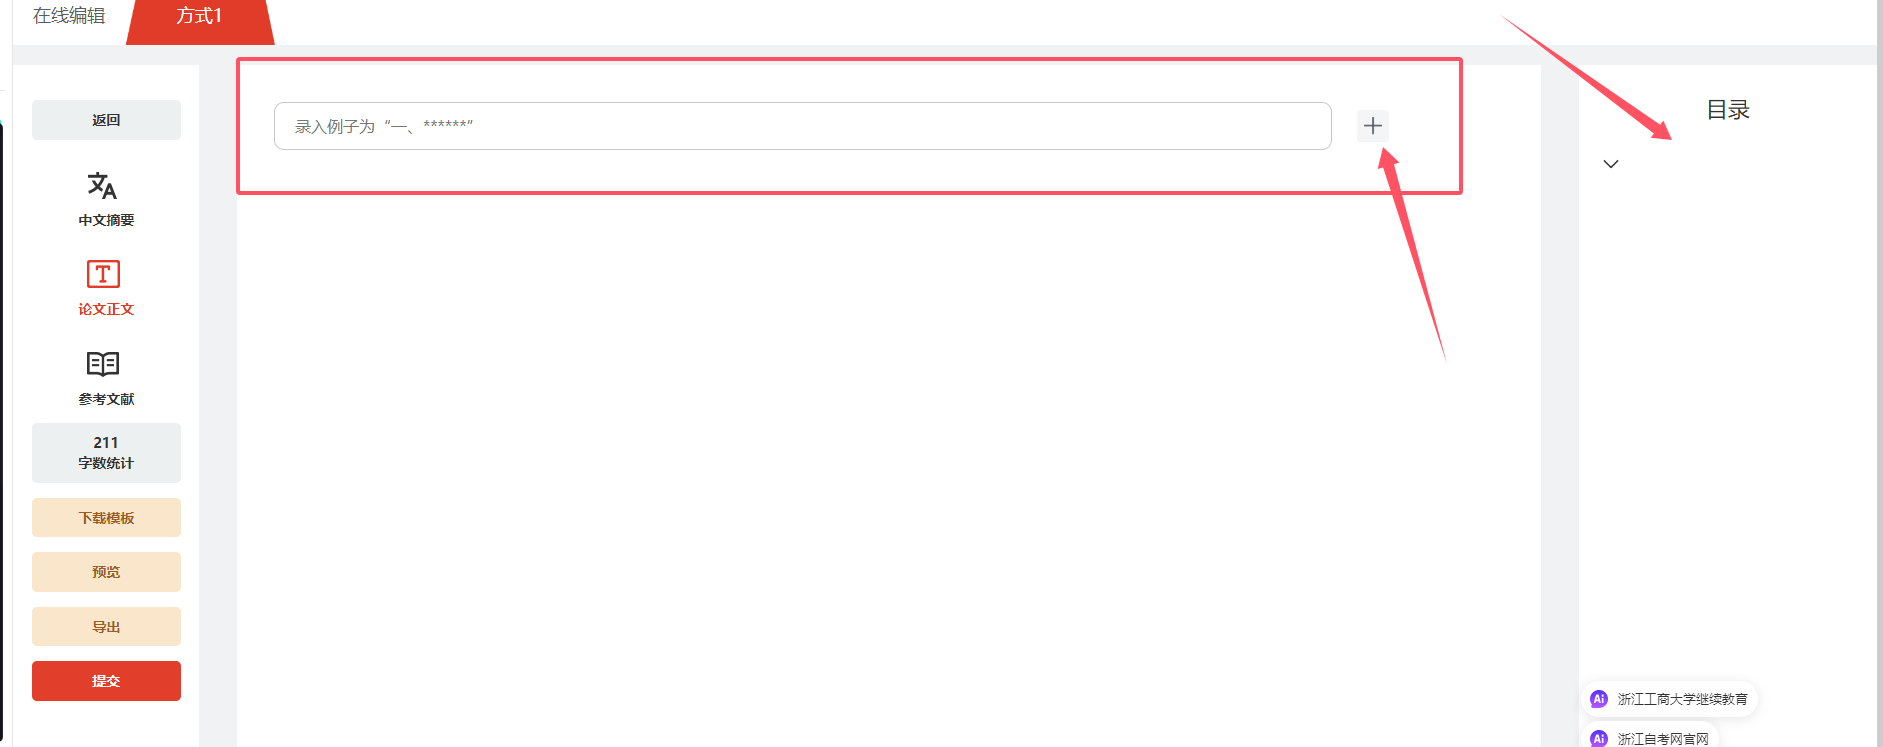 在线编辑
方式1
返回
中文摘要
论文正文
参考文献
211
字数统计
下载模板
预览
导出
提交
录入例子为“一、******”
目录
浙江工商大学继续教育
浙江自考网官网